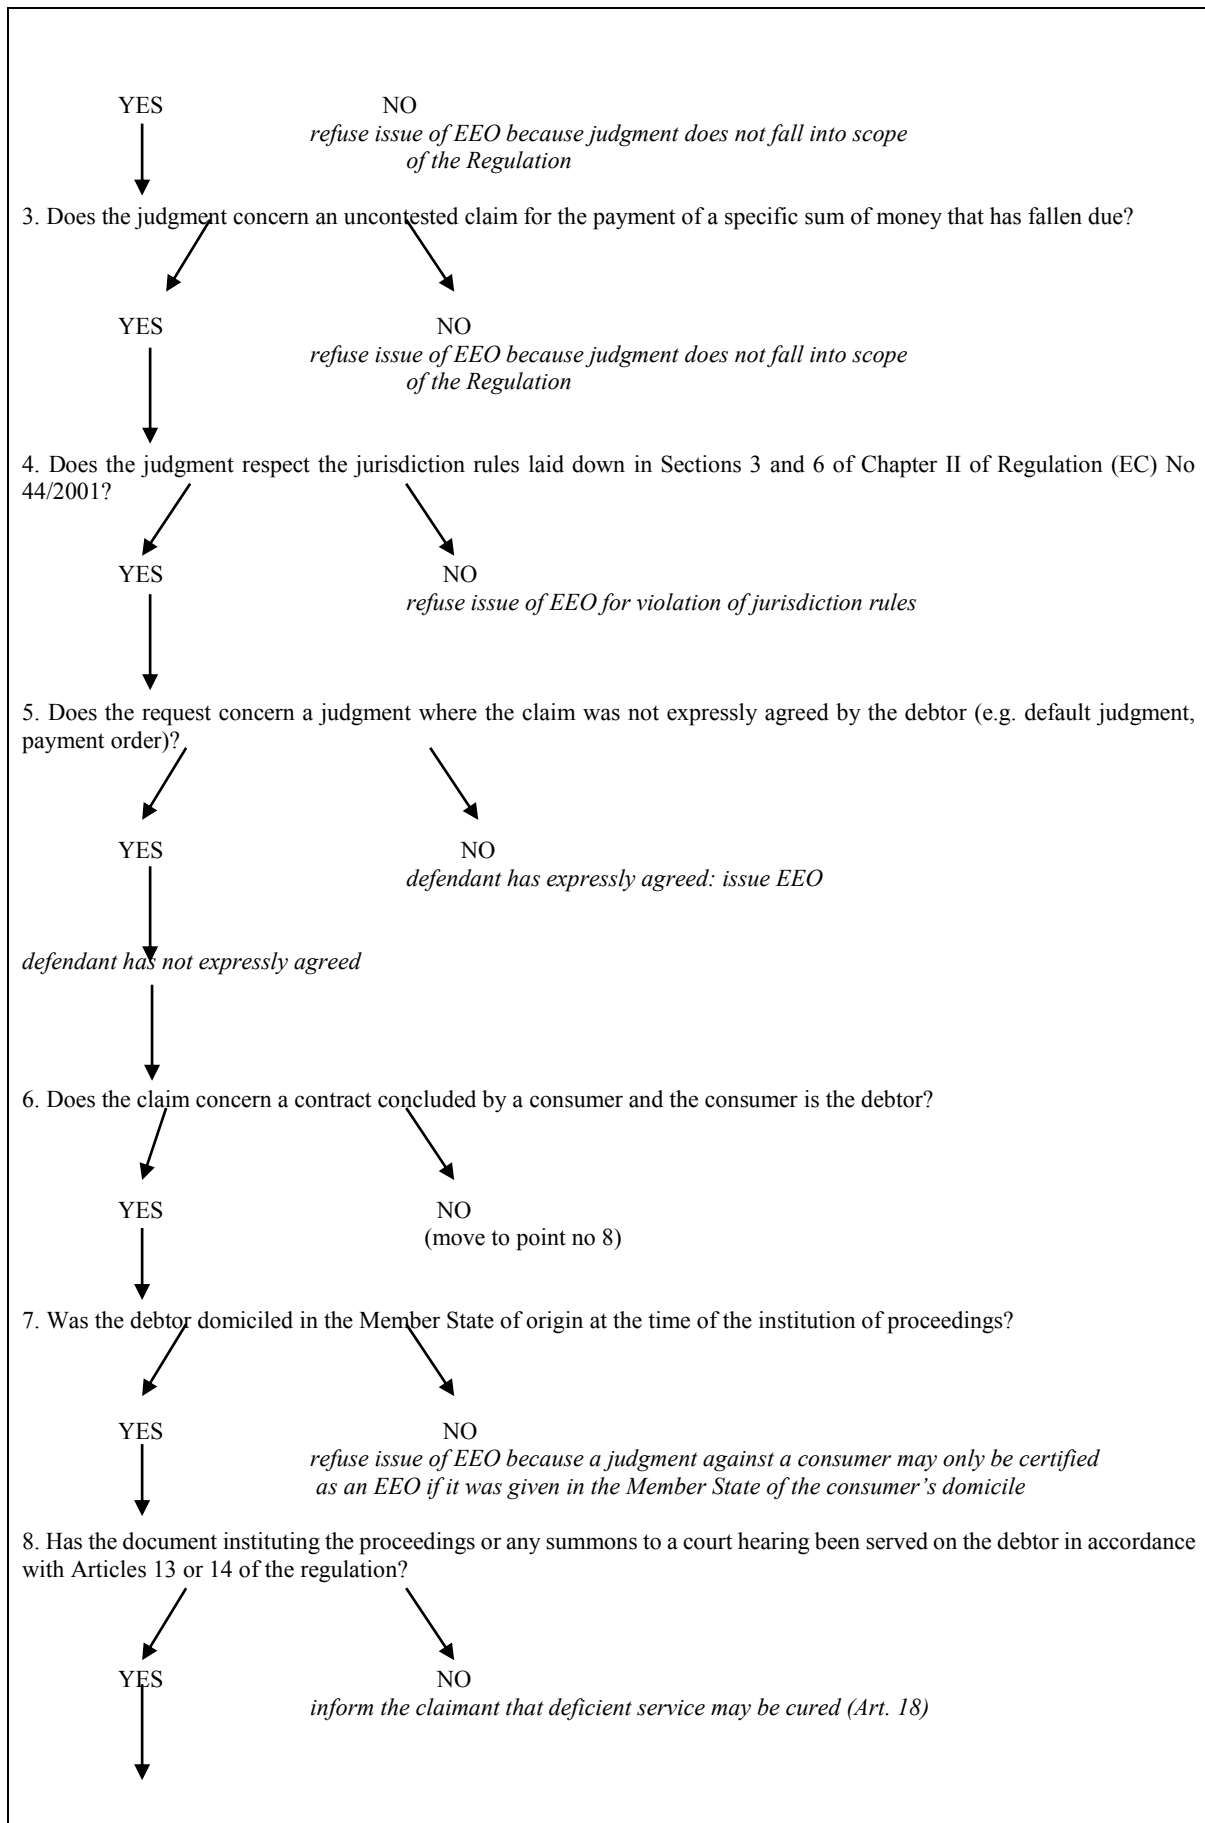 YES NO
refuse issue of EEO because judgment does not fall into scope
of the Regulation
3. Does the judgment concern an uncontested claim for the payment of a specific sum of money that has fallen due?
YES NO
refuse issue of EEO because judgment does not fall into scope
of the Regulation
4. Does the judgment respect the jurisdiction rules laid down in Sections 3 and 6 of Chapter II of Regulation (EC) No
44/2001?
YES NO
refuse issue of EEO for violation of jurisdiction rules
5. Does the request concern a judgment where the claim was not expressly agreed by the debtor (e.g. default judgment,
payment order)?
YES NO
defendant has expressly agreed: issue EEO
defendant has not expressly agreed
6. Does the claim concern a contract concluded by a consumer and the consumer is the debtor?
YES NO
(move to point no 8)
7. Was the debtor domiciled in the Member State of origin at the time of the institution of proceedings?
YES NO
refuse issue of EEO because a judgment against a consumer may only be certified
as an EEO if it was given in the Member State of the consumer's domicile
8. Has the document instituting the proceedings or any summons to a court hearing been served on the debtor in accordance
with Articles 13 or 14 of the regulation?
YES NO
inform the claimant that deficient service may be cured (Art. 18)